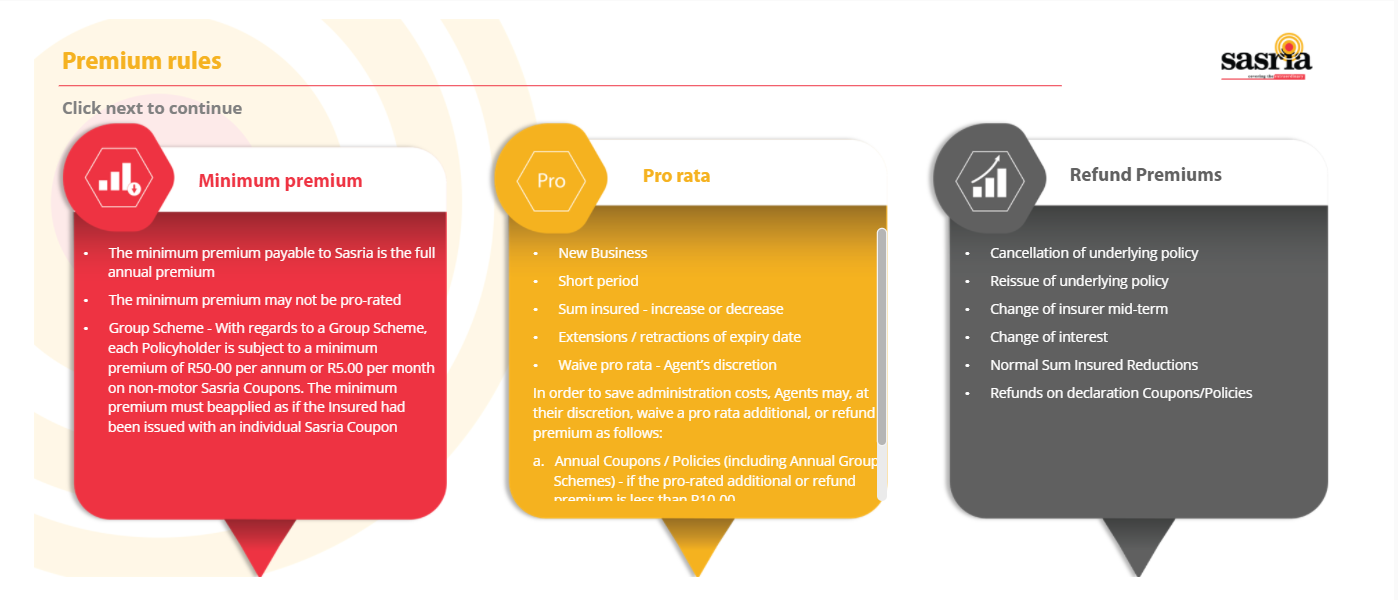 Premium rules
sasria
Click next to continue
Minimum premium
• The minimum premium payable to Sasria is the full
annual premium
• The minimum premium may not be pro-rated
• Group Scheme - With regards to a Group Scheme,
each Policyholder is subject to a minimum
premium of R50-00 per annum or R5.00 per month
on non-motor Sasria Coupons. The minimum
premium must beapplied as if the Insured had
been issued with an individual Sasria Coupon
Pro
Pro rata
• New Business
• Short period
• Sum insured - increase or decrease
• Extensions / retractions of expiry date
• Waive pro rata - Agent’s discretion
In order to save administration costs, Agents may, at
their discretion, waive a pro rata additional, or refund
premium as follows:
a. Annual Coupons / Policies (including Annual Group
Schemes) - if the pro-rated additional or refund
premium is less than R10.00
Refund Premiums
• Cancellation of underlying policy
• Reissue of underlying policy
• Change of insurer mid-term
• Change of interest
• Normal Sum Insured Reductions
• Refunds on declaration Coupons/Policies